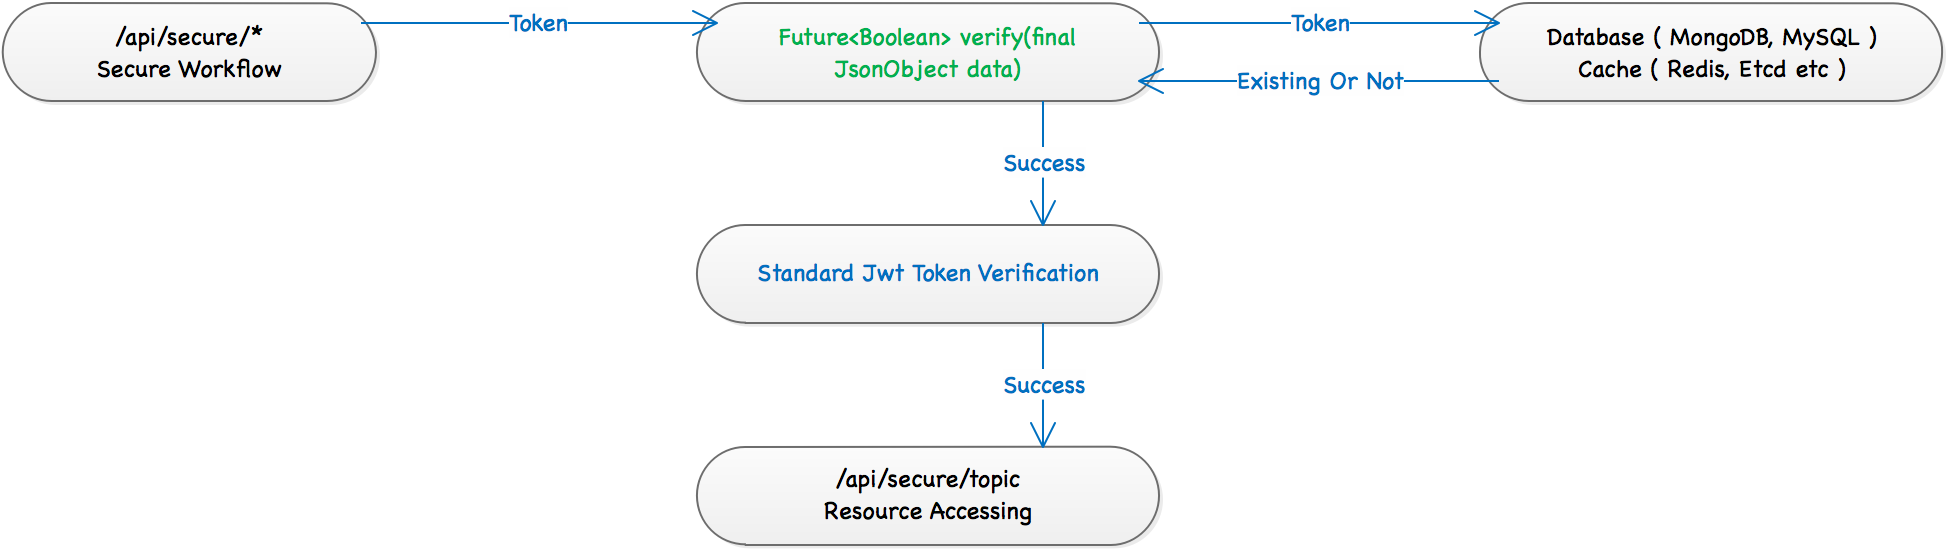 /api/secure/*
Secure Workflow
Token
Future<Boolean> verify(final
JsonObject data)
Token
Database ( MongoDB, MySQL )
Cache ( Redis, Etcd etc )
Existing Or Not
Success
Standard Jwt Token Verification
Success
/api/secure/topic
Resource Accessing